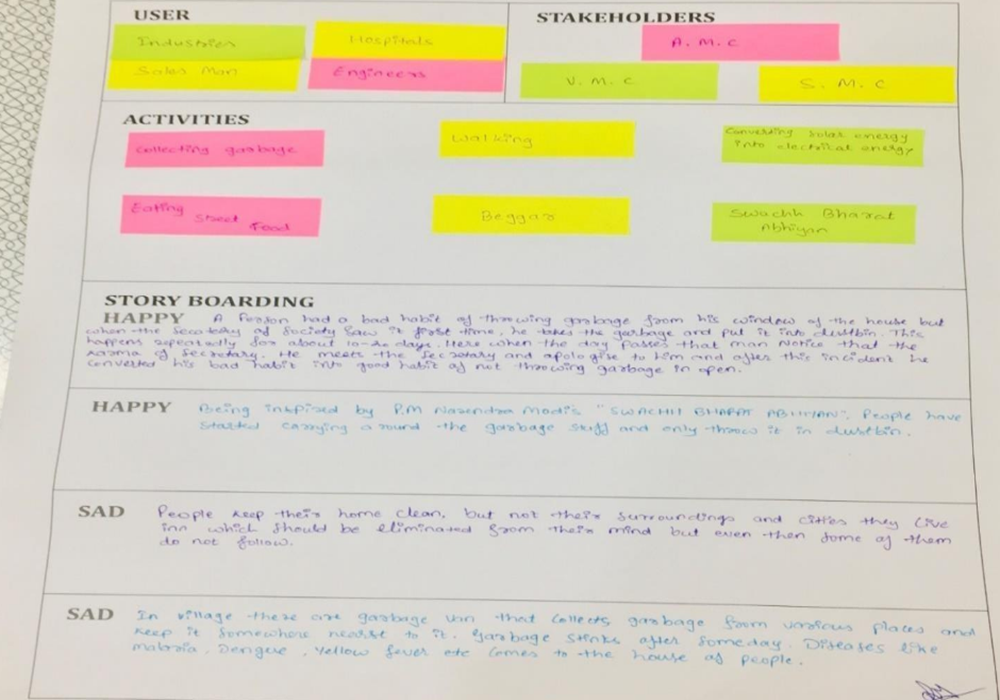 USER
STAKEHOLDERS
Industries
Hospitals
A. M. C
Sales Man
Engineers
V. M. C
S. M. C
ACTIVITIES
Collecting garbage
Walking
Converting solar energy
into electrical energy
Eating street food
Beggar
Swachh Bharat
Abhiyan
STORY BOARDING
HAPPY A Person had a bad habit of throwing garbage from his window of the house but
when the Secretary of Society saw it first time, he takes the garbage and put it into dustbin. This
happens repeatedly for about 10-20 days. Here when the day passes that man Notice that the
karma of Secretary. He meets the Secretary and apologise to him and after this incident he
converted his bad habit into good habit of not throwing garbage in open.
HAPPY Being inspired by P.M Narendra Modi's "SWACHH BHARAT ABHIYAN". People have
started carrying around the garbage stuff and only throw it in dustbin.
SAD People keep their home clean, but not their surroundings and cities they live
inn which should be eliminated from their mind but even then some of them
do not follow.
SAD In village there are garbage van that collects garbage from various places and
keep it somewhere nearest to it. garbage stinks after someday. Diseases like
malaria, Dengue, Yellow fever etc comes to the house of people.